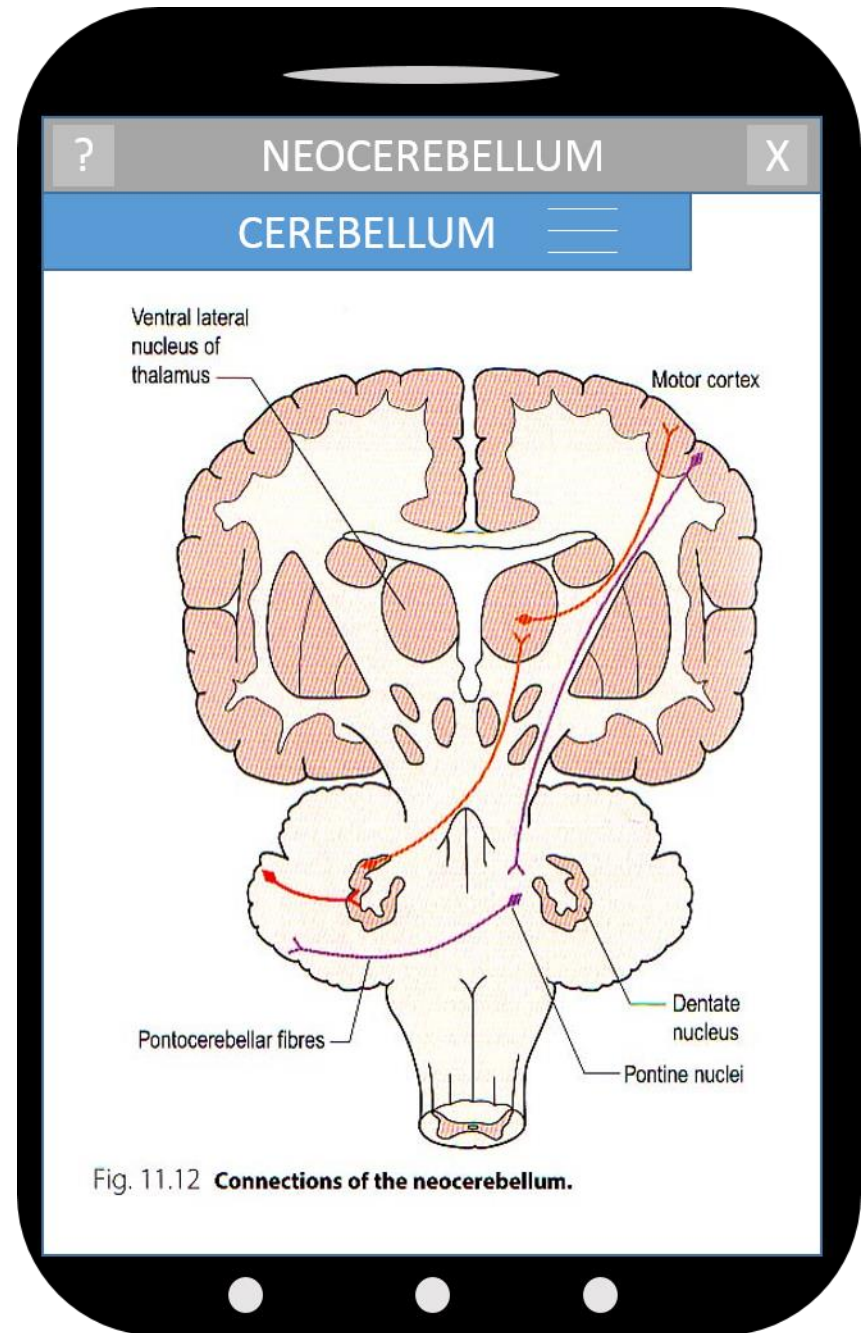 ? NEOCEREBELLUM X
CEREBELLUM
Ventral lateral
nucleus of
thalamus
Motor cortex
Dentate
nucleus
Pontocerebellar fibres
Pontine nuclei
Fig. 11.12 Connections of the neocerebellum.